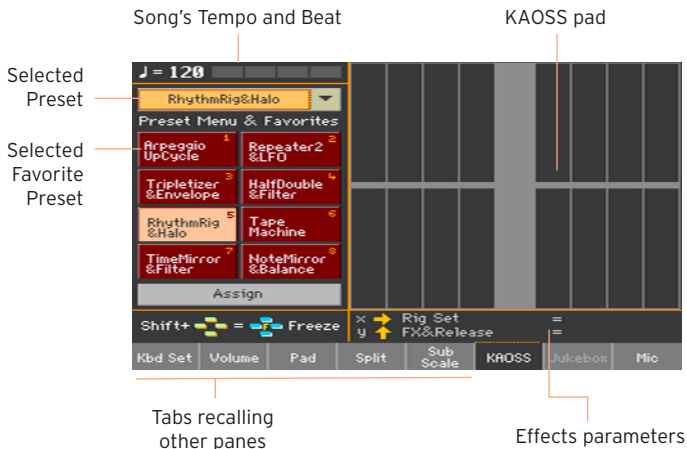 Song's Tempo and Beat
KAOSS pad
♩= 120
Selected
Preset
RhythmRig&Halo
Preset Menu & Favorites
Selected
Favorite
Preset
Arpeggio
UpCycle
1
Repeater2
&LFO
2
Tripletizer
&Envelope
3
HalfDouble
&Filter
4
RhythmRig
&Halo
5
Tape
Machine
6
TimeMirror
&Filter
7
NoteMirror
&Balance
8
Assign
Shift+ = F Freeze
x Rig Set =
y FX&Release =
Kbd Set
Volume
Pad
Split
Sub
Scale
KAOSS
Jukebox
Mic
Tabs recalling
other panes
Effects parameters